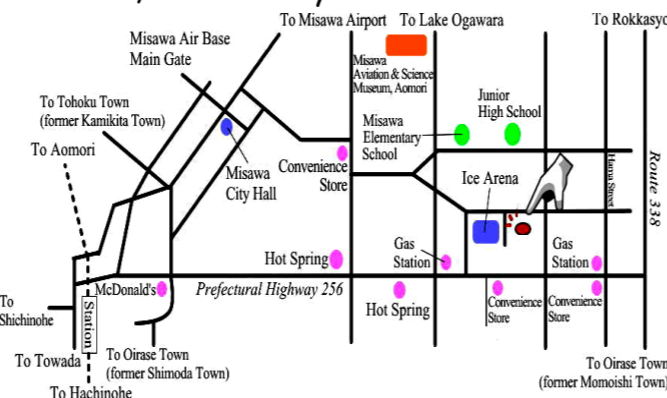 To Misawa Airport
To Lake Ogawara
To Rokkasyo
Misawa Air Base
Main Gate
Misawa
Aviation & Science
Museum, Aomori
To Tohoku Town
(former Kamikita Town)
Junior
High School
Misawa
Elementary
School
To Aomori
Misawa
City Hall
Convenience
Store
Ice Arena
Hama Street
Route 338
Hot Spring
Gas
Station
Gas
Station
McDonald's
Prefectural Highway 256
Hot Spring
Convenience
Store
Convenience
Store
To
Shichinohe
Station
To Towada
To Oirase Town
(former Shimoda Town)
To Oirase Town
(former Momoishi Town)
To Hachinohe